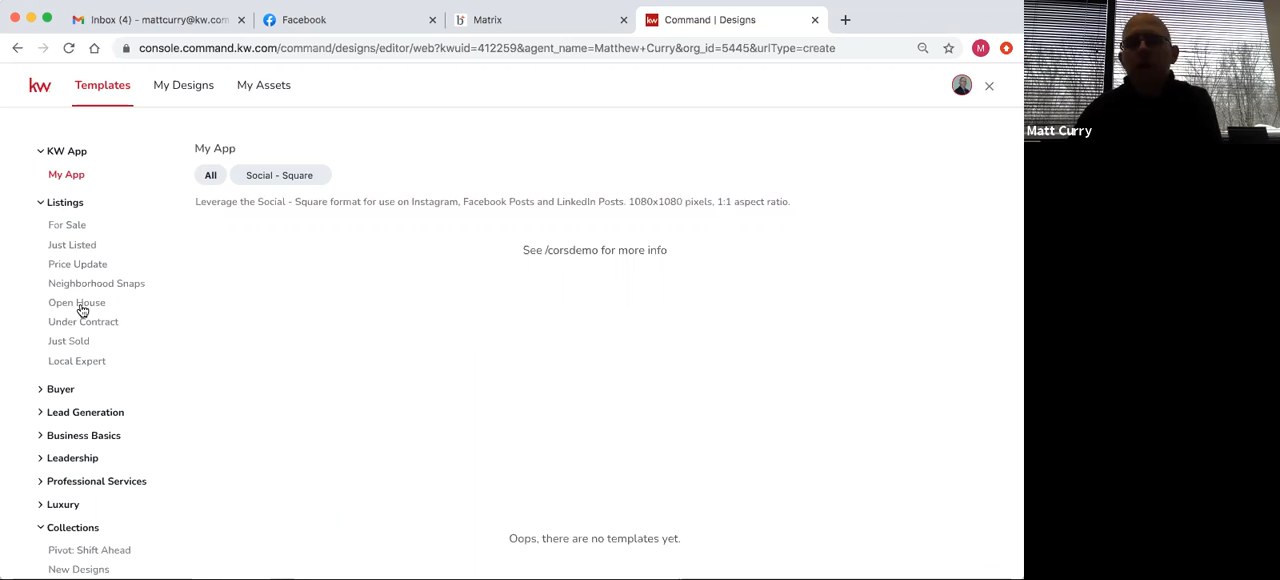 Inbox (4) - mattcurry@kw.com
Facebook
Matrix
kw Command | Designs
console.command.kw.com/command/designs/editor/web?kwuid=412259&agent_name=Matthew+Curry&org_id=5445&urlType=create
M
kw Templates My Designs My Assets
KW App
My App
Listings
For Sale
Just Listed
Price Update
Neighborhood Snaps
Open House
Under Contract
Just Sold
Local Expert
Buyer
Lead Generation
Business Basics
Leadership
Professional Services
Luxury
Collections
Pivot: Shift Ahead
New Designs
My App
All Social - Square
Leverage the Social - Square format for use on Instagram, Facebook Posts and LinkedIn Posts. 1080x1080 pixels, 1:1 aspect ratio.
See /corsdemo for more info
Oops, there are no templates yet.
Matt Curry